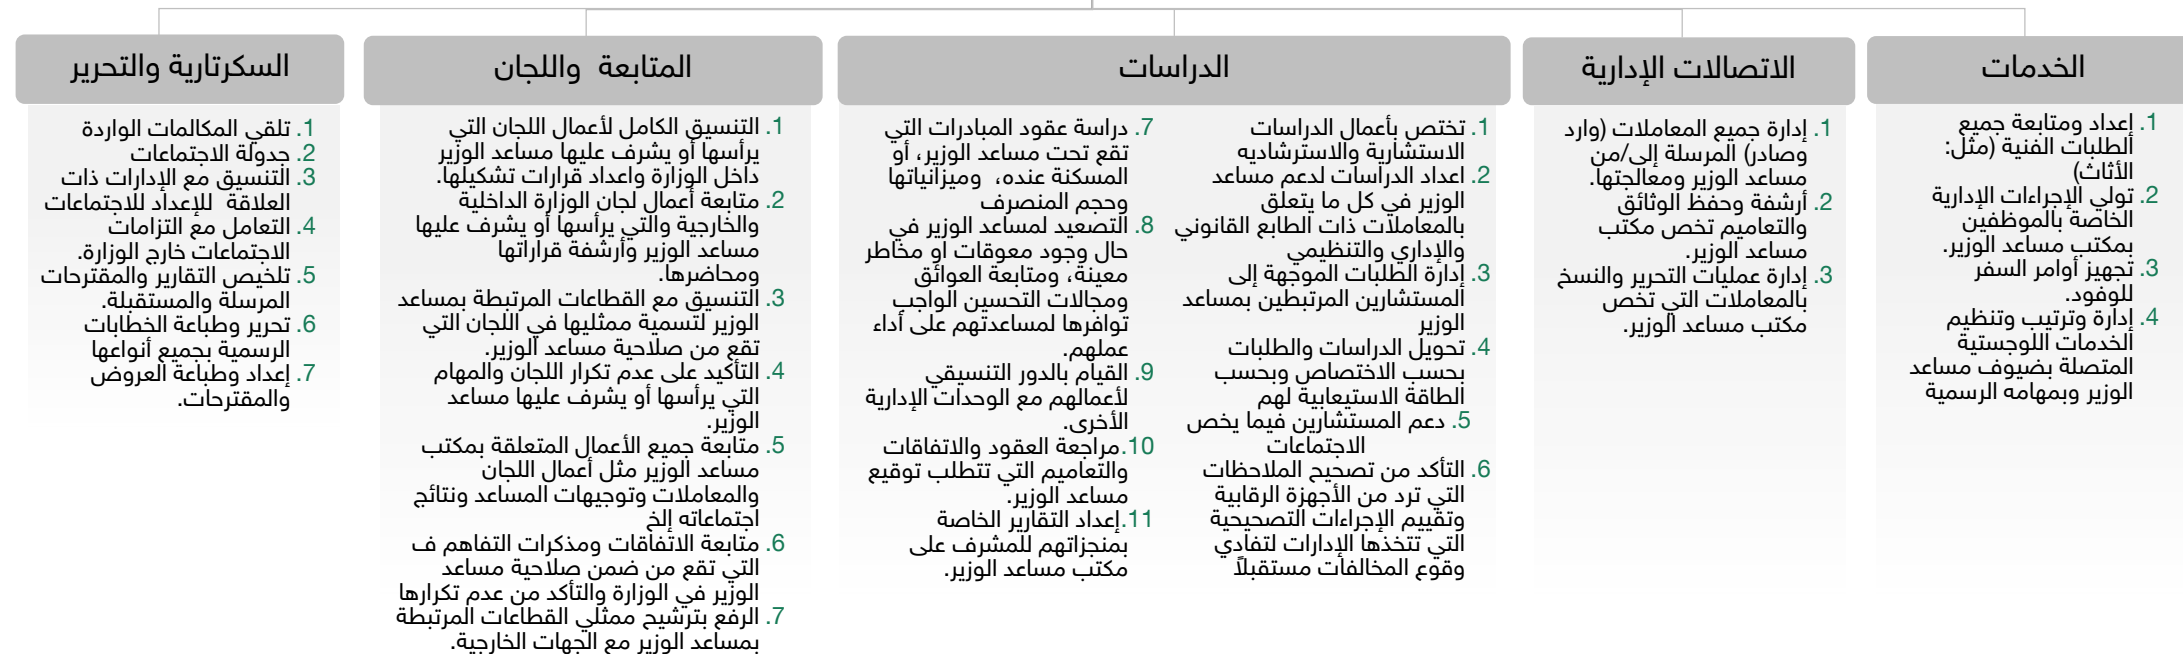 الخدمات
1. إعداد ومتابعة جميع
الطلبات الفنية (مثل:
الأثاث)
2. تولي الإجراءات الإدارية
الخاصة بالموظفين
بمكتب مساعد الوزير.
3. تجهيز أوامر السفر
للوفود.
4. إدارة وترتيب وتنظيم
الخدمات اللوجستية
المتصلة بضيوف مساعد
الوزير وبمهامه الرسمية
الاتصالات الإدارية
1. إدارة جميع المعاملات (وارد
وصادر) المرسلة إلى/من
مساعد الوزير ومعالجتها.
2. أرشفة وحفظ الوثائق
والتعاميم تخص مكتب
مساعد الوزير.
3. إدارة عمليات التحرير والنسخ
بالمعاملات التي تخص
مكتب مساعد الوزير.
الدراسات
1. تختص بأعمال الدراسات
الاستشارية والاسترشاديه
2. اعداد الدراسات لدعم مساعد
الوزير في كل ما يتعلق
بالمعاملات ذات الطابع القانوني
والإداري والتنظيمي
3. إدارة الطلبات الموجهة إلى
المستشارين المرتبطين بمساعد
الوزير
4. تحويل الدراسات والطلبات
بحسب الاختصاص وبحسب
الطاقة الاستيعابية لهم
5. دعم المستشارين فيما يخص
الاجتماعات
6. التأكد من تصحيح الملاحظات
التي ترد من الأجهزة الرقابية
وتقييم الإجراءات التصحيحية
التي تتخذها الإدارات لتفادي
وقوع المخالفات مستقبلاً
7. دراسة عقود المبادرات التي
تقع تحت مساعد الوزير، أو
المسكنة عنده، وميزانياتها
وحجم المنصرف
8. التصعيد لمساعد الوزير في
حال وجود معوقات او مخاطر
معينة، ومتابعة العوائق
ومجالات التحسين الواجب
توافرها لمساعدتهم على أداء
عملهم.
9. القيام بالدور التنسيقي
لأعمالهم مع الوحدات الإدارية
الأخرى.
10.مراجعة العقود والاتفاقات
والتعاميم التي تتطلب توقيع
مساعد الوزير.
11.إعداد التقارير الخاصة
بمنجزاتهم للمشرف على
مكتب مساعد الوزير.
المتابعة واللجان
1. التنسيق الكامل لأعمال اللجان التي
يرأسها أو يشرف عليها مساعد الوزير
داخل الوزارة واعداد قرارات تشكيلها.
2. متابعة أعمال لجان الوزارة الداخلية
والخارجية والتي يرأسها أو يشرف عليها
مساعد الوزير وأرشفة قراراتها
ومحاضرها.
3. التنسيق مع القطاعات المرتبطة بمساعد
الوزير لتسمية ممثليها في اللجان التي
تقع من صلاحية مساعد الوزير.
4. التأكيد على عدم تكرار اللجان والمهام
التي يرأسها أو يشرف عليها مساعد
الوزير.
5. متابعة جميع الأعمال المتعلقة بمكتب
مساعد الوزير مثل أعمال اللجان
والمعاملات وتوجيهات المساعد ونتائج
اجتماعاته إلخ
6. متابعة الاتفاقات ومذكرات التفاهم ف
التي تقع من ضمن صلاحية مساعد
الوزير في الوزارة والتأكد من عدم تكرارها
7. الرفع بترشيح ممثلي القطاعات المرتبطة
بمساعد الوزير مع الجهات الخارجية.
السكرتارية والتحرير
1. تلقي المكالمات الواردة
2. جدولة الاجتماعات
3. التنسيق مع الإدارات ذات
العلاقة للإعداد للاجتماعات
4. التعامل مع التزامات
الاجتماعات خارج الوزارة.
5. تلخيص التقارير والمقترحات
المرسلة والمستقبلة.
6. تحرير وطباعة الخطابات
الرسمية بجميع أنواعها
7. إعداد وطباعة العروض
والمقترحات.